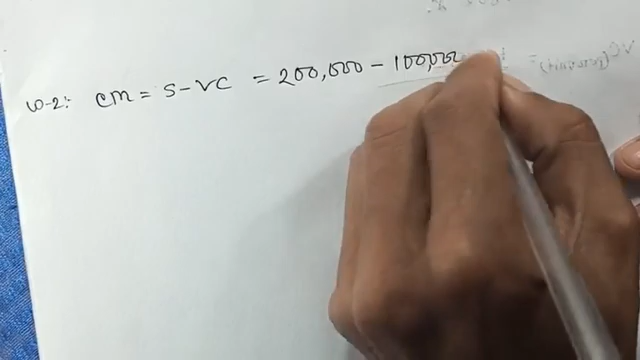 W-2: CM = S - VC = 200,000 - 100,000